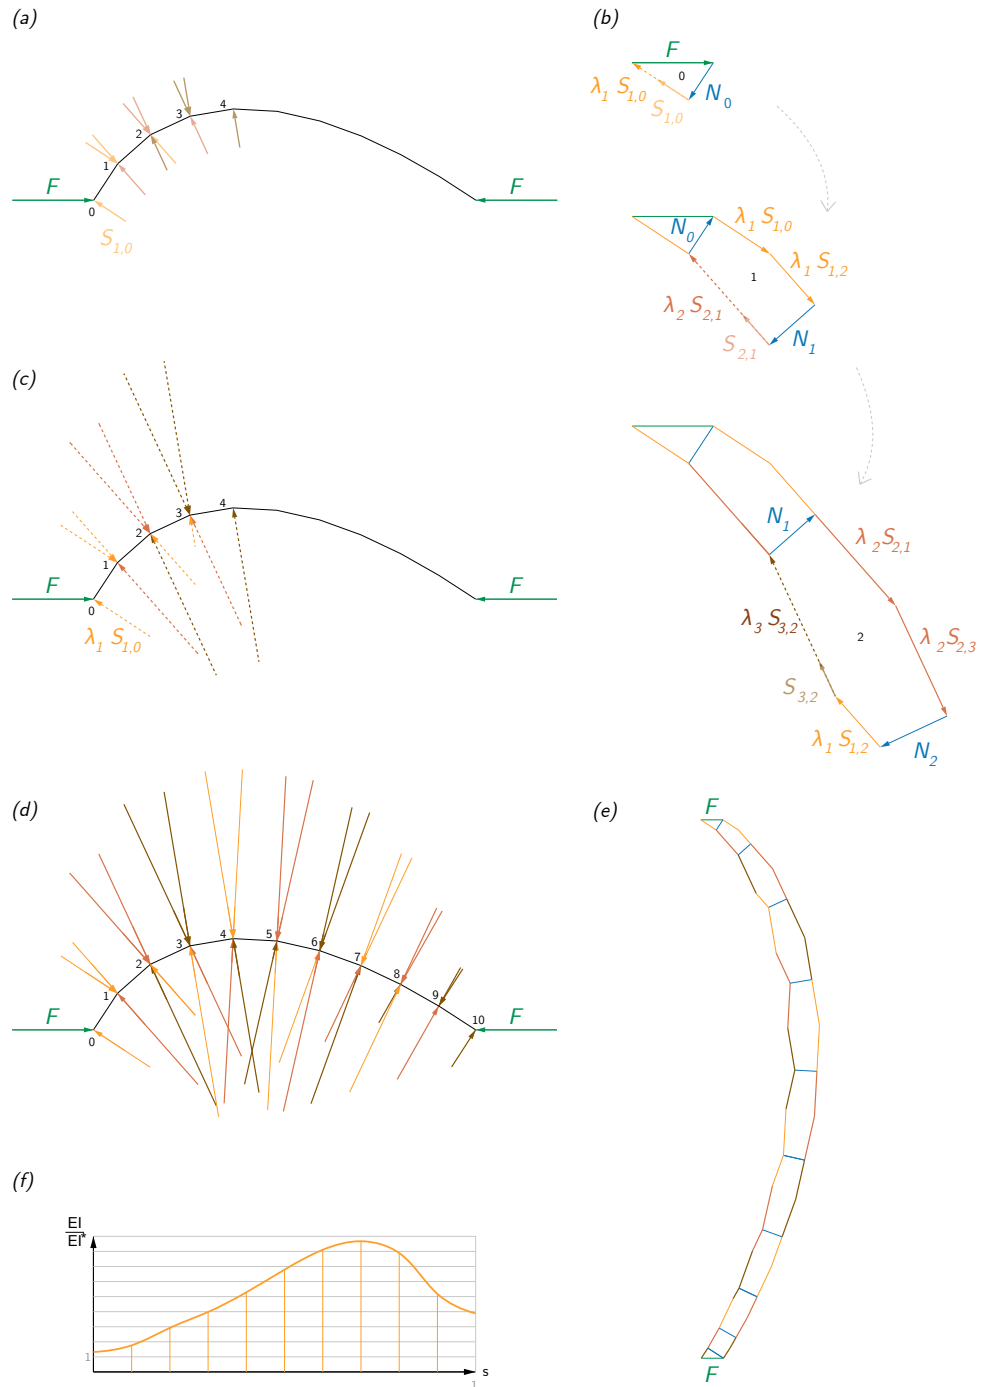 (a)
F
F
0
1
2
3
4
S1,0
(b)
F
0
λ1 S1,0
S1,0
N0
N0
λ1 S1,0
λ1 S1,2
1
λ2 S2,1
S2,1
N1
N1
λ2S2,1
λ3 S3,2
2
λ2S2,3
S3,2
λ1 S1,2
N2
(c)
F
F
0
1
2
3
4
λ1 S1,0
(d)
F
F
0
1
2
3
4
5
6
7
8
9
10
(e)
F
F
(f)
EI
EI*
1
s
1